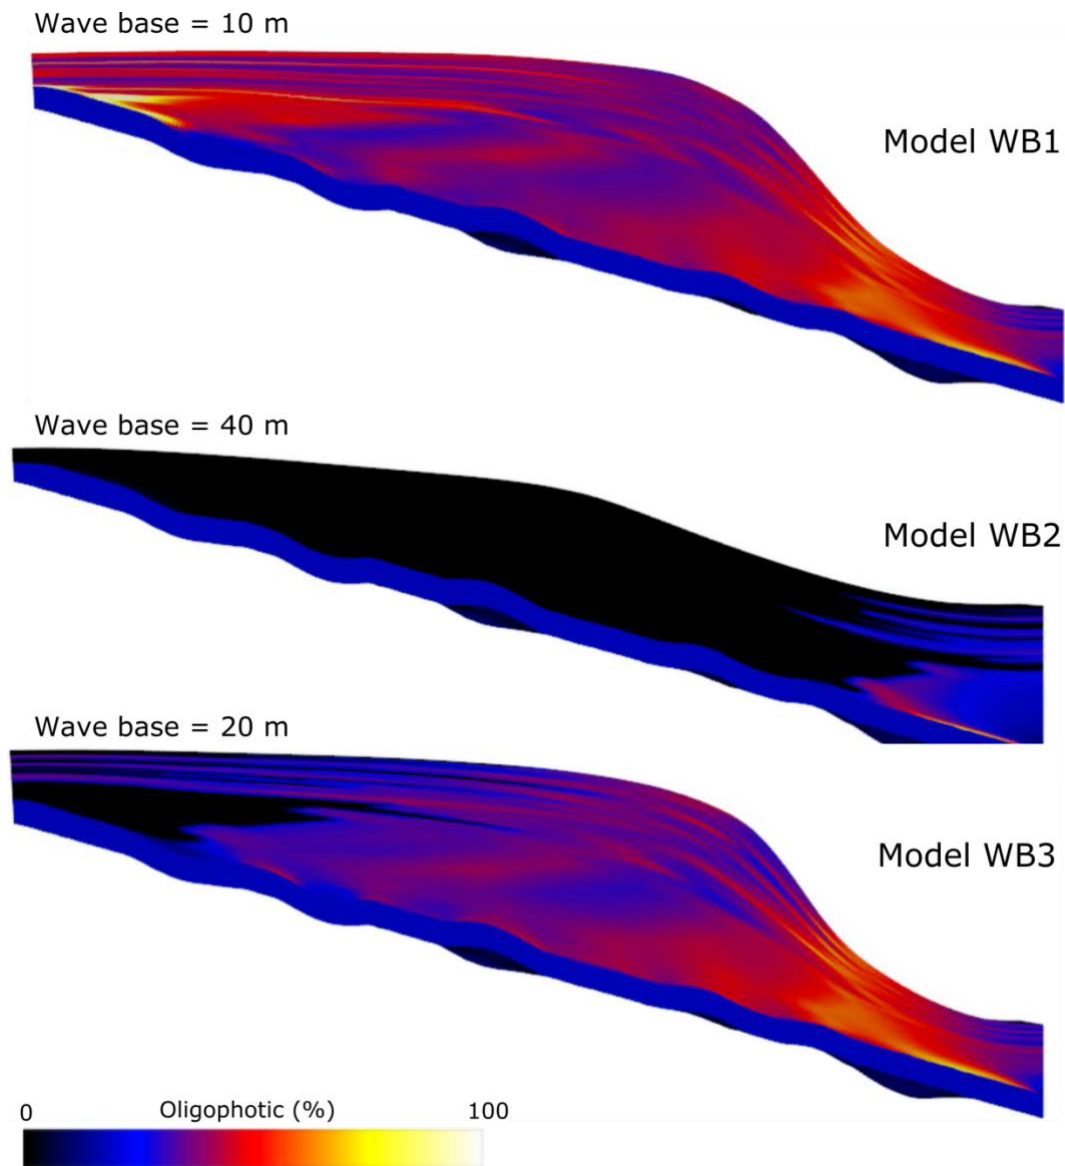 Wave base = 10 m
Model WB1
Wave base = 40 m
Model WB2
Wave base = 20 m
Model WB3
0 Oligophotic (%) 100